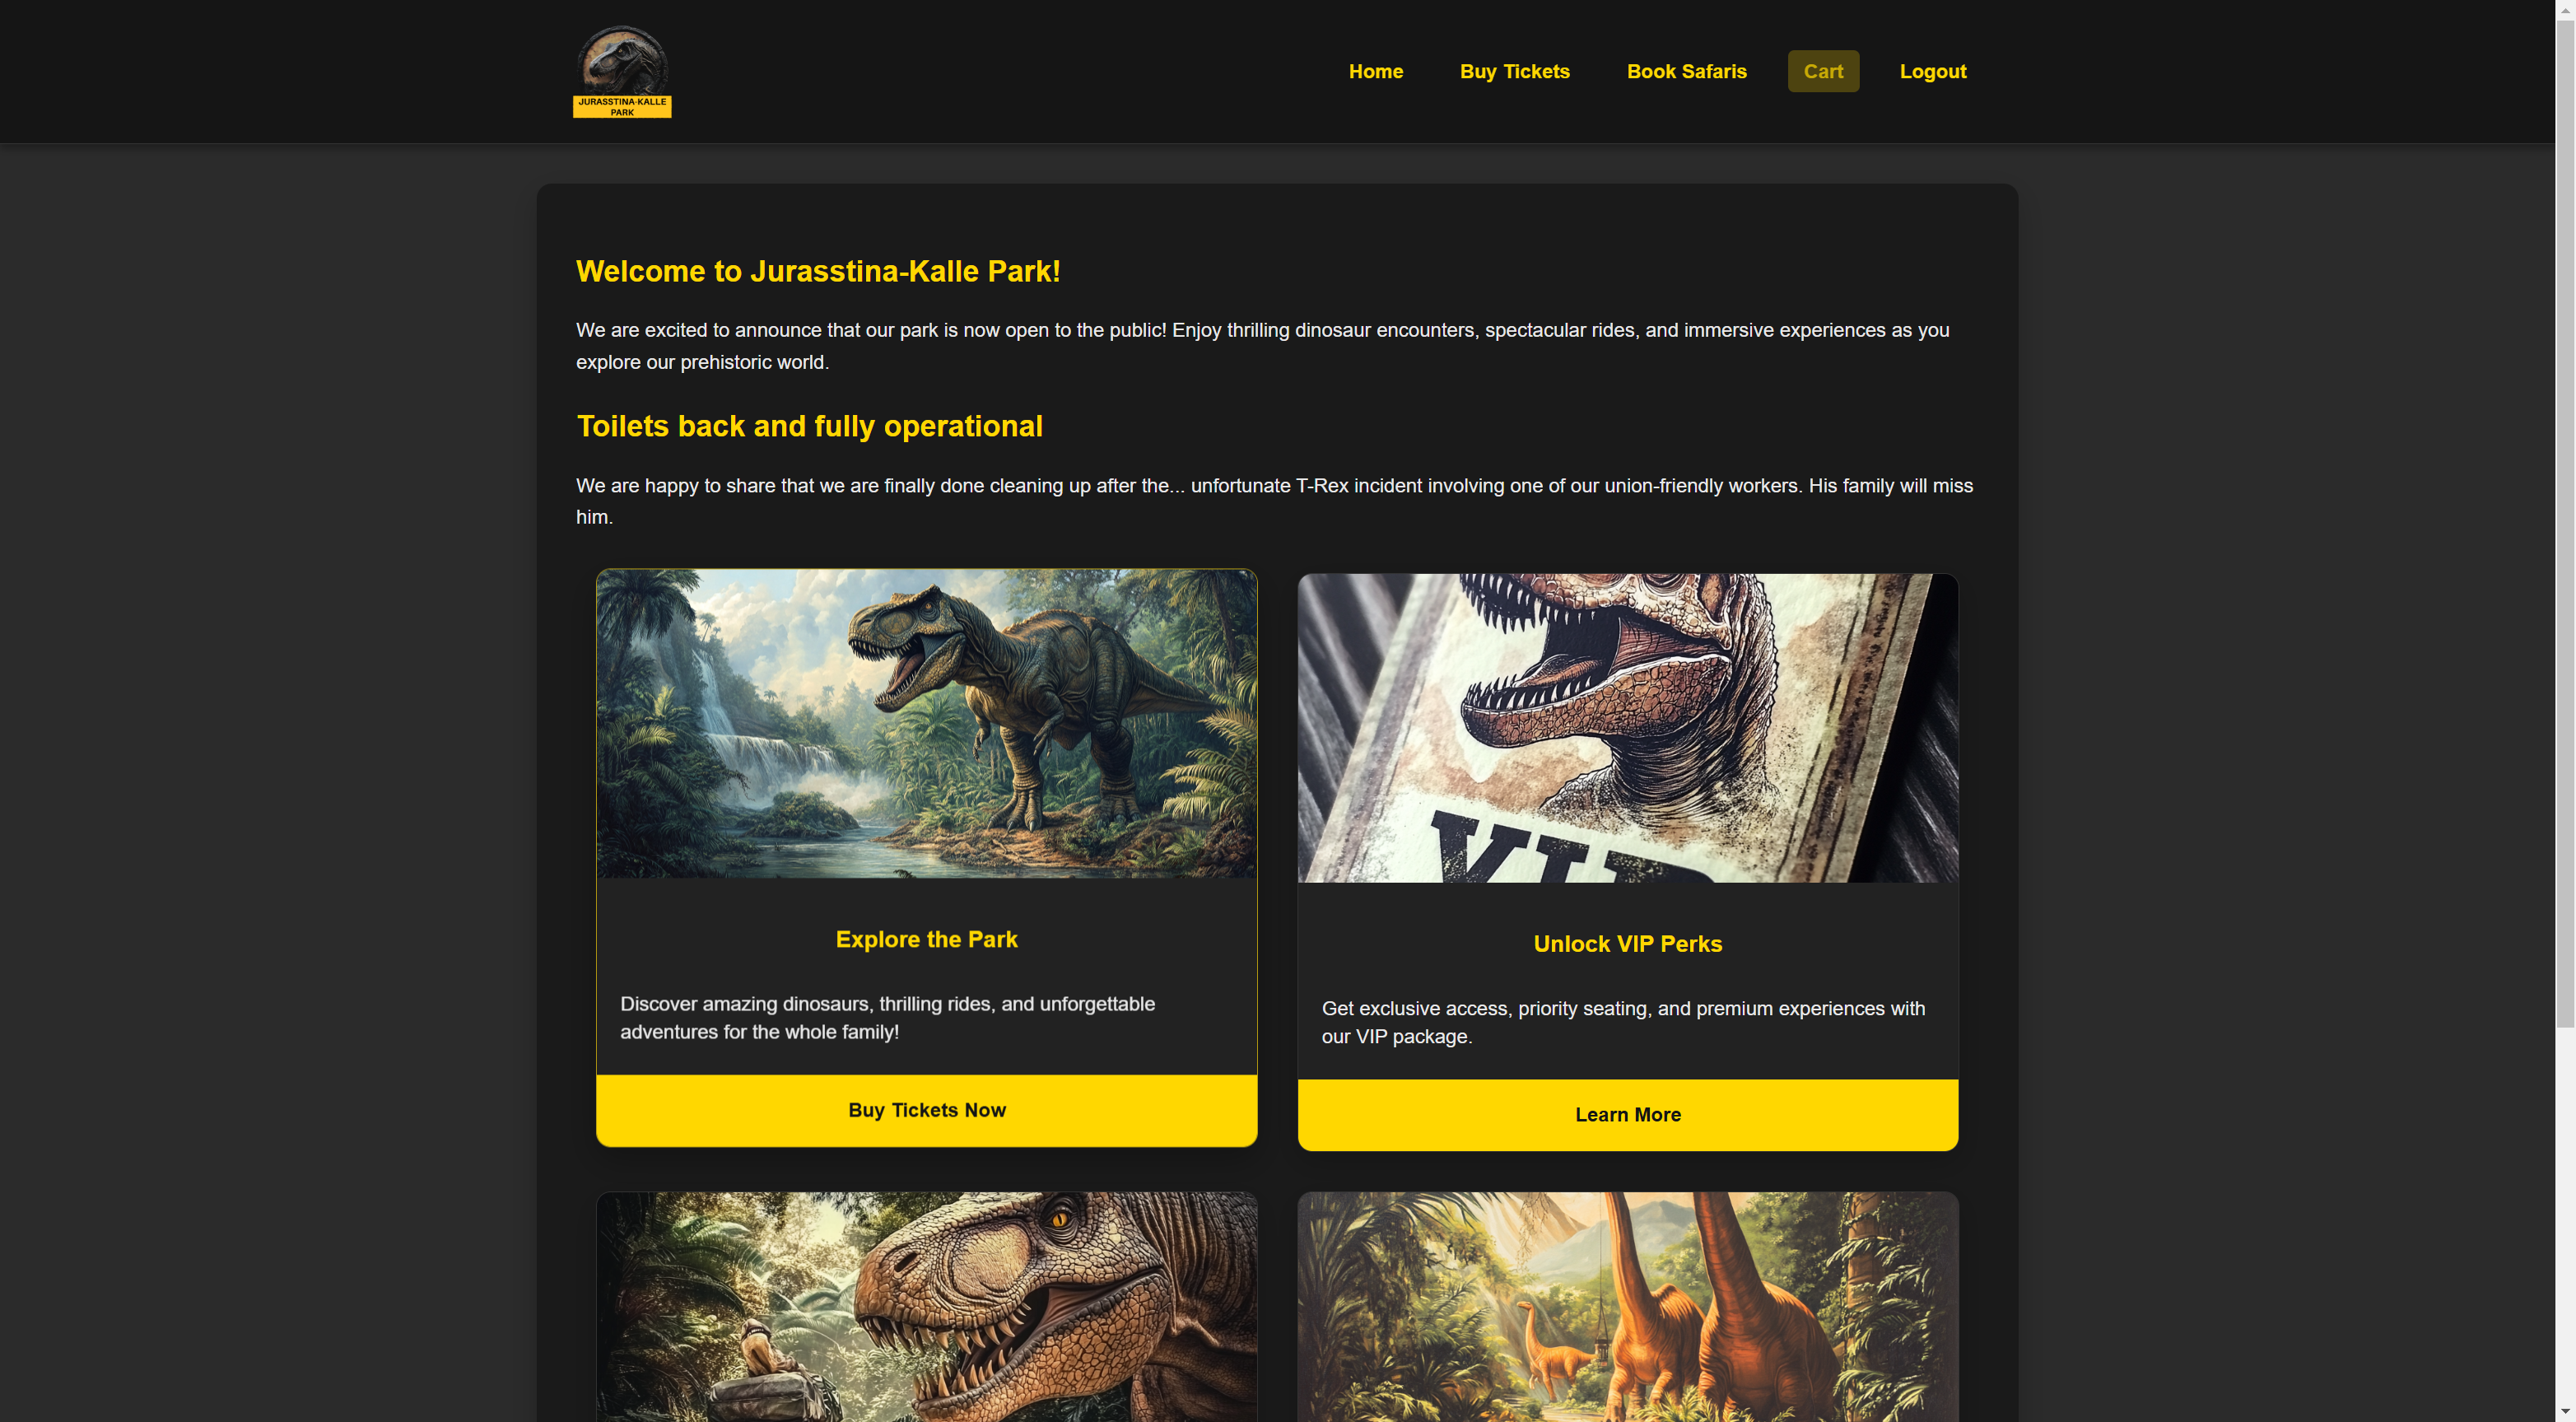 JURASSTINA-KALLE
PARK
Home
Buy Tickets
Book Safaris
Cart
Logout
Welcome to Jurasstina-Kalle Park!
We are excited to announce that our park is now open to the public! Enjoy thrilling dinosaur encounters, spectacular rides, and immersive experiences as you
explore our prehistoric world.
Toilets back and fully operational
We are happy to share that we are finally done cleaning up after the... unfortunate T-Rex incident involving one of our union-friendly workers. His family will miss
him.
VIP
Explore the Park
Discover amazing dinosaurs, thrilling rides, and unforgettable
adventures for the whole family!
Buy Tickets Now
Unlock VIP Perks
Get exclusive access, priority seating, and premium experiences with
our VIP package.
Learn More